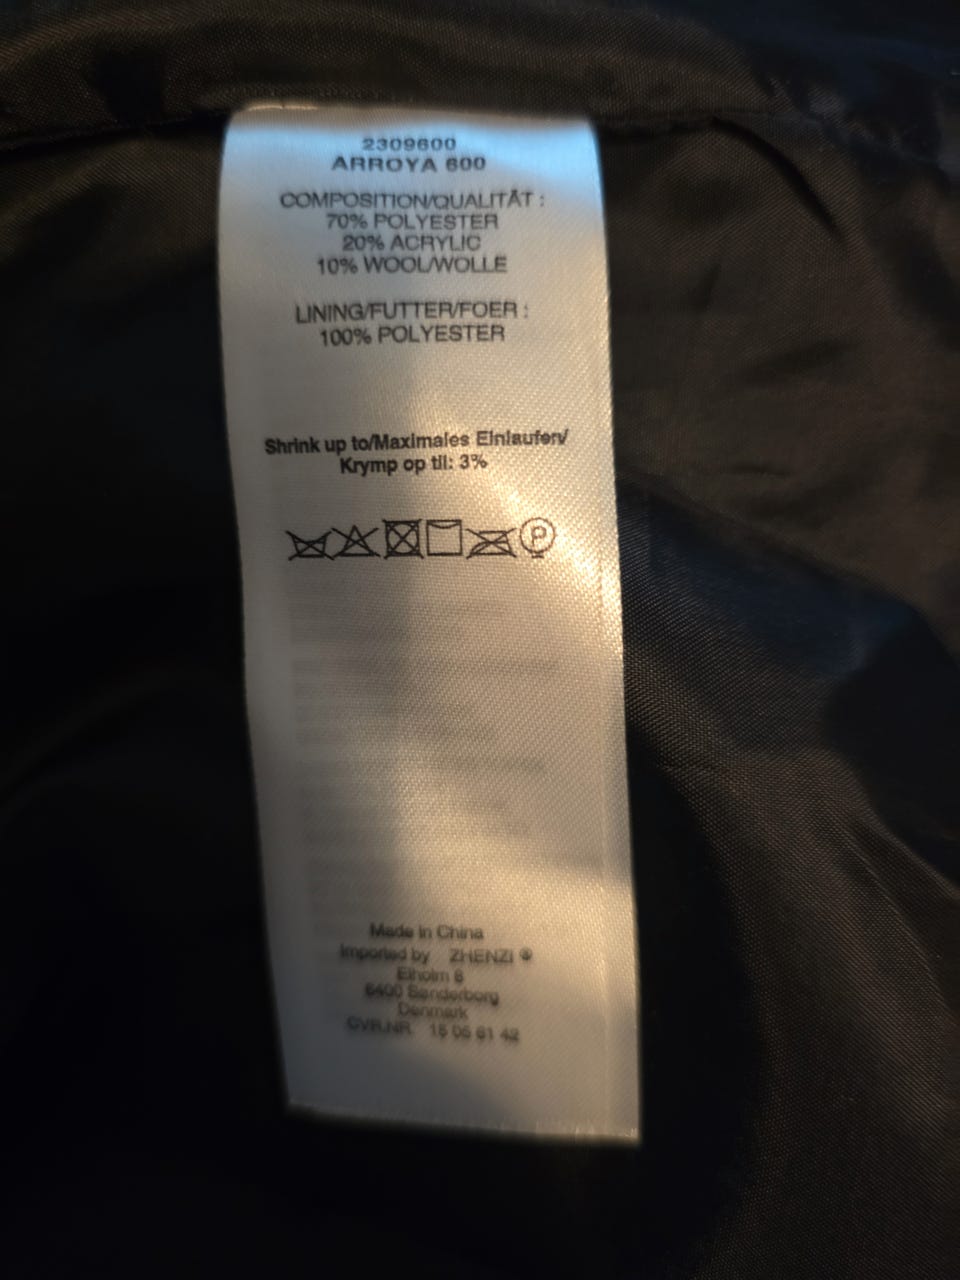 2309600
ARROYA 600
COMPOSITION/QUALITÄT :
70% POLYESTER
20% ACRYLIC
10% WOOL/WOLLE
LINING/FUTTER/FOER :
100% POLYESTER
Shrink up to/Maximales Einlaufen/
Krymp op til: 3%
P
Made in China
Imported by ZHENZI ®
Elholm 6
6400 Sønderborg
Denmark
CVR.NR. 15 05 61 42